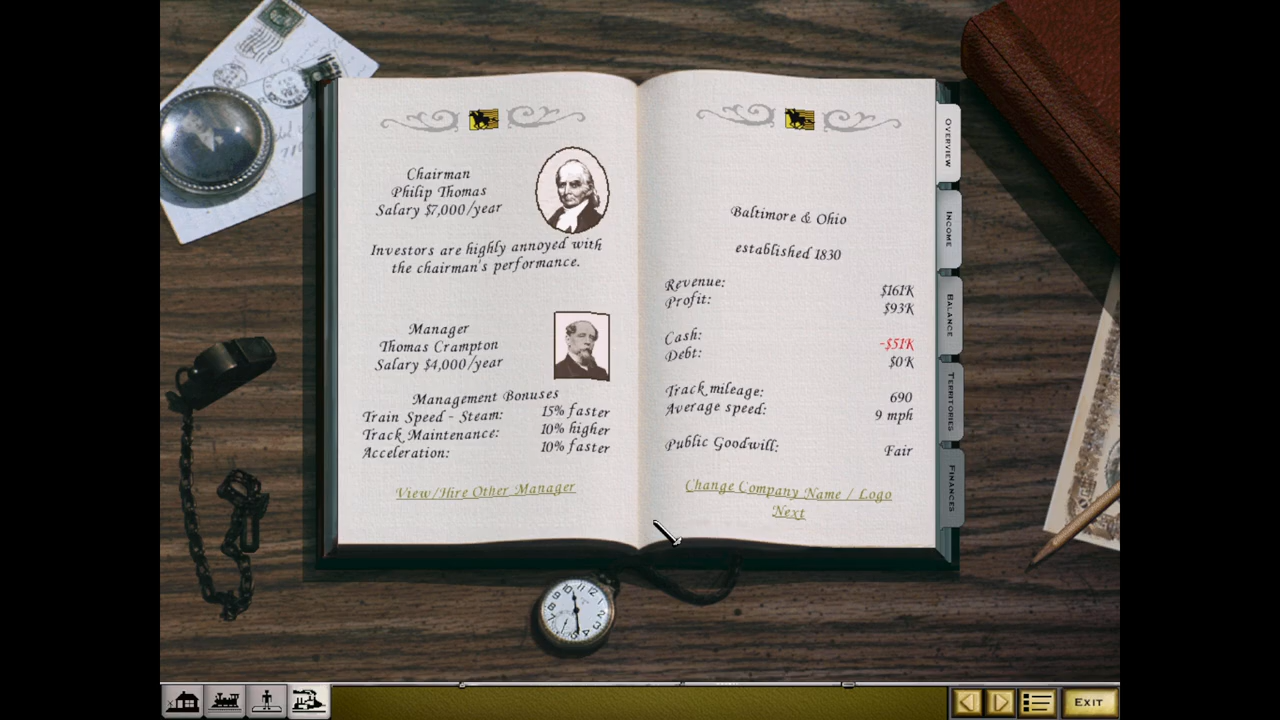 Chairman
Philip Thomas
Salary $7,000/year
Investors are highly annoyed with
the chairman's performance.
Manager
Thomas Crampton
Salary $4,000/year
Management Bonuses
Train Speed - Steam: 15% faster
Track Maintenance: 10% higher
Acceleration: 10% faster
View/Hire Other Manager
Baltimore & Ohio
established 1830
Revenue: $161K
Profit: $93K
Cash: -$51K
Debt: $0K
Track mileage: 690
Average speed: 9 mph
Public Goodwill: Fair
Change Company Name / Logo
Next
OVERVIEW
INCOME
BALANCE
TERRITORIES
FINANCES
EXIT